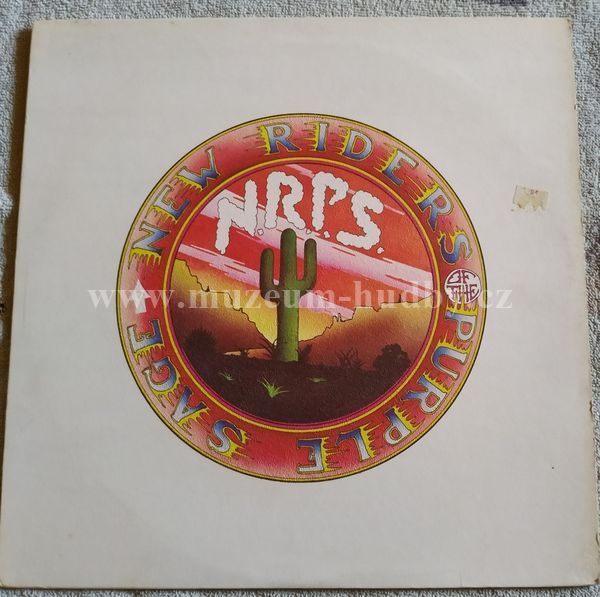 NEW RIDERS OF THE PURPLE SAGE
N.R.P.S.
www.muzeum-hudby.cz